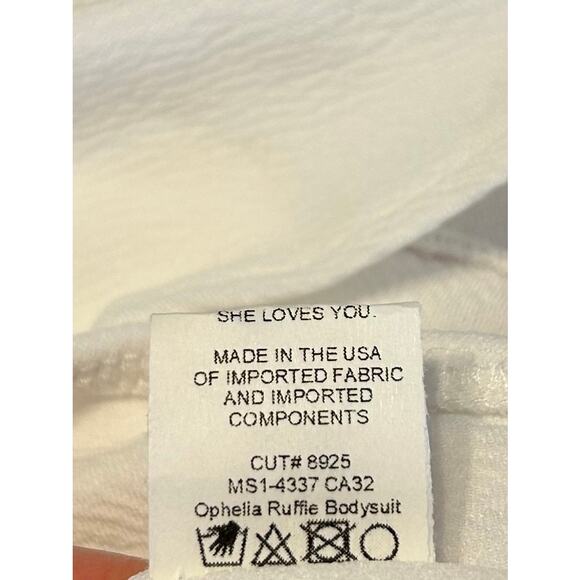 SHE LOVES YOU.
MADE IN THE USA
OF IMPORTED FABRIC
AND IMPORTED
COMPONENTS
CUT# 8925
MS1-4337 CA32
Ophelia Ruffle Bodysuit